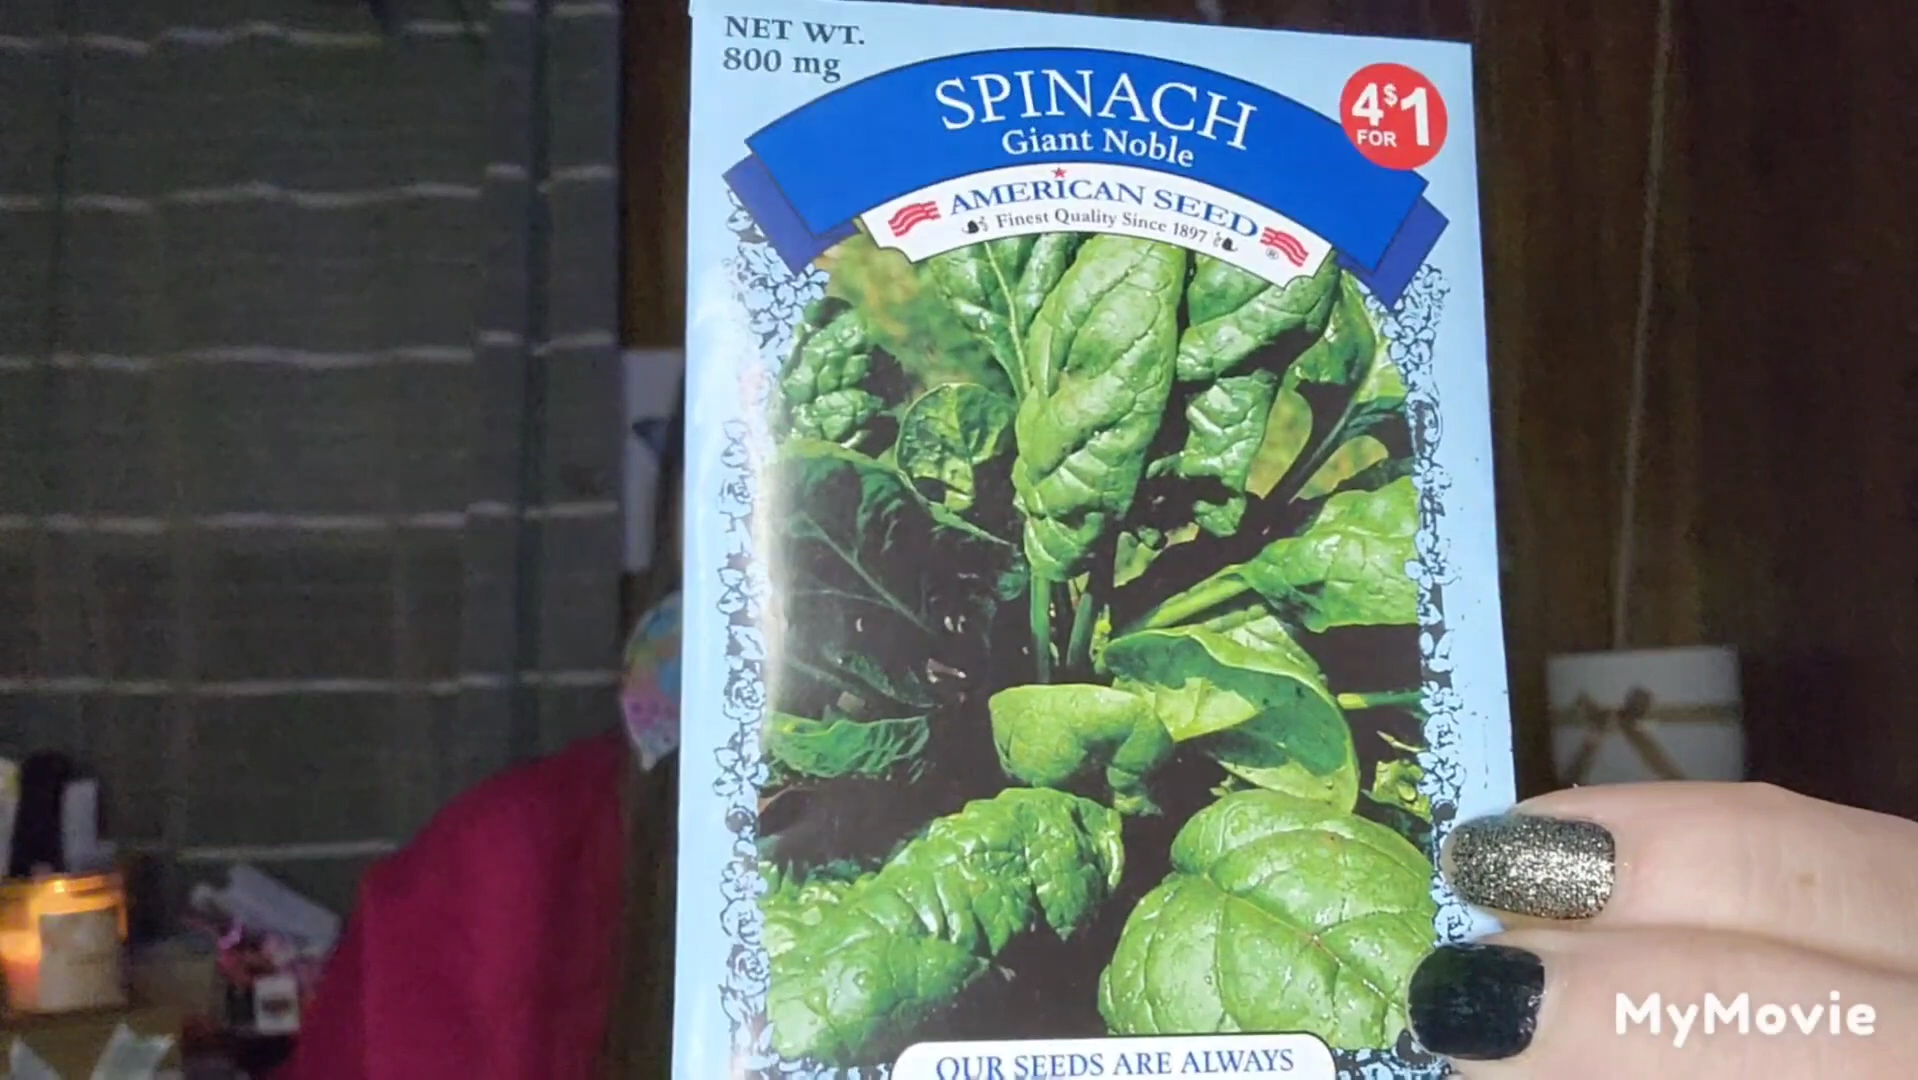 NET WT.
800 mg
SPINACH
Giant Noble
4 FOR $1
AMERICAN SEED
Finest Quality Since 1897
®
OUR SEEDS ARE ALWAYS
MyMovie